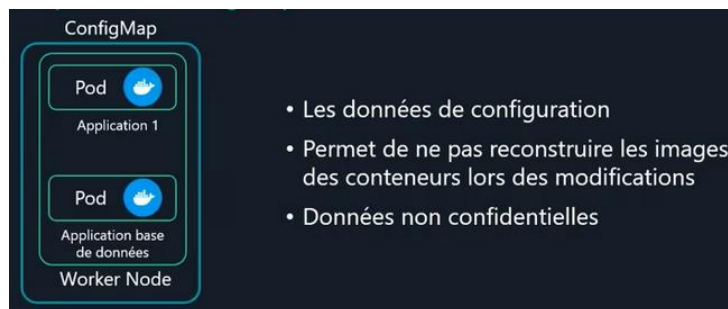 ConfigMap
Pod
Application 1
Pod
Application base
de données
Worker Node
• Les données de configuration
• Permet de ne pas reconstruire les images
des conteneurs lors des modifications
• Données non confidentielles